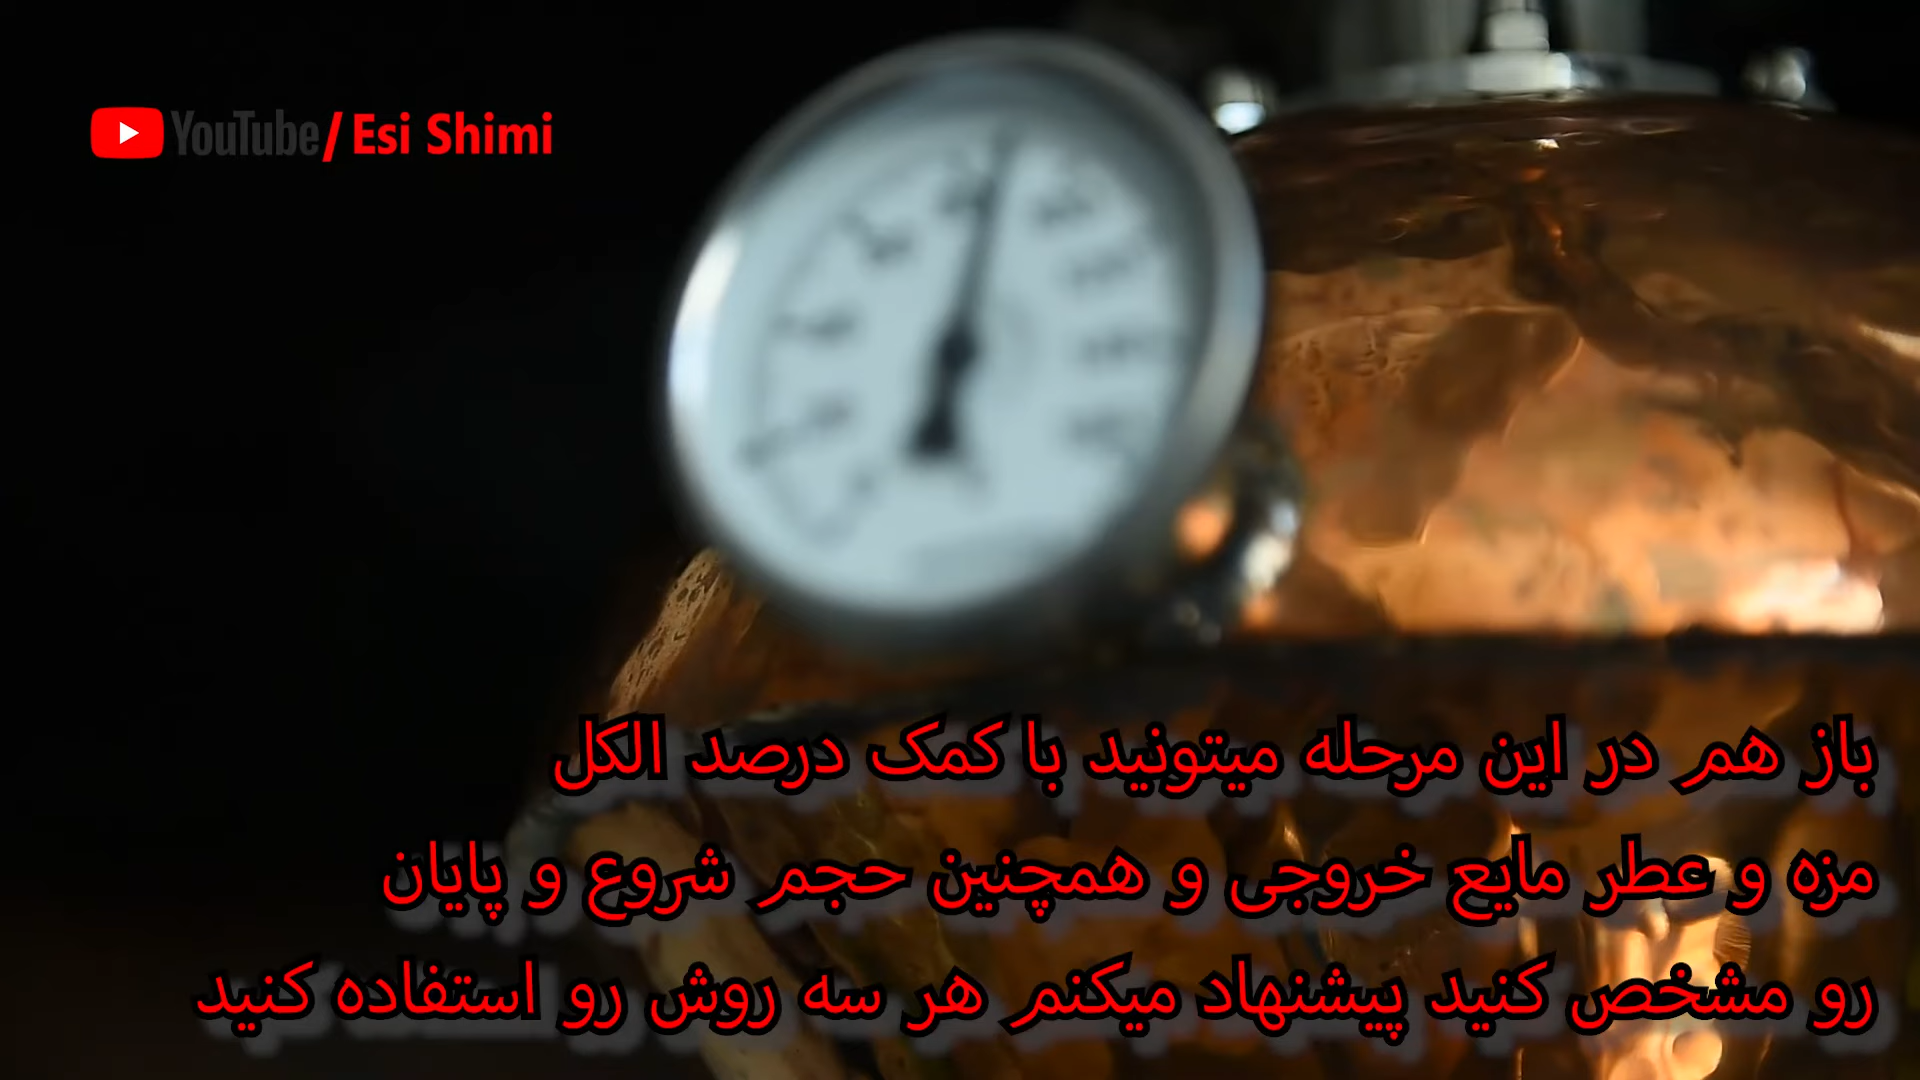 YouTube/ Esi Shimi
باز هم در این مرحله میتونید با کمک درصد الکل
مزه و عطر مایع خروجی و همچنین حجم شروع و پایان
رو مشخص کنید پیشنهاد میکنم هر سه روش رو استفاده کنید